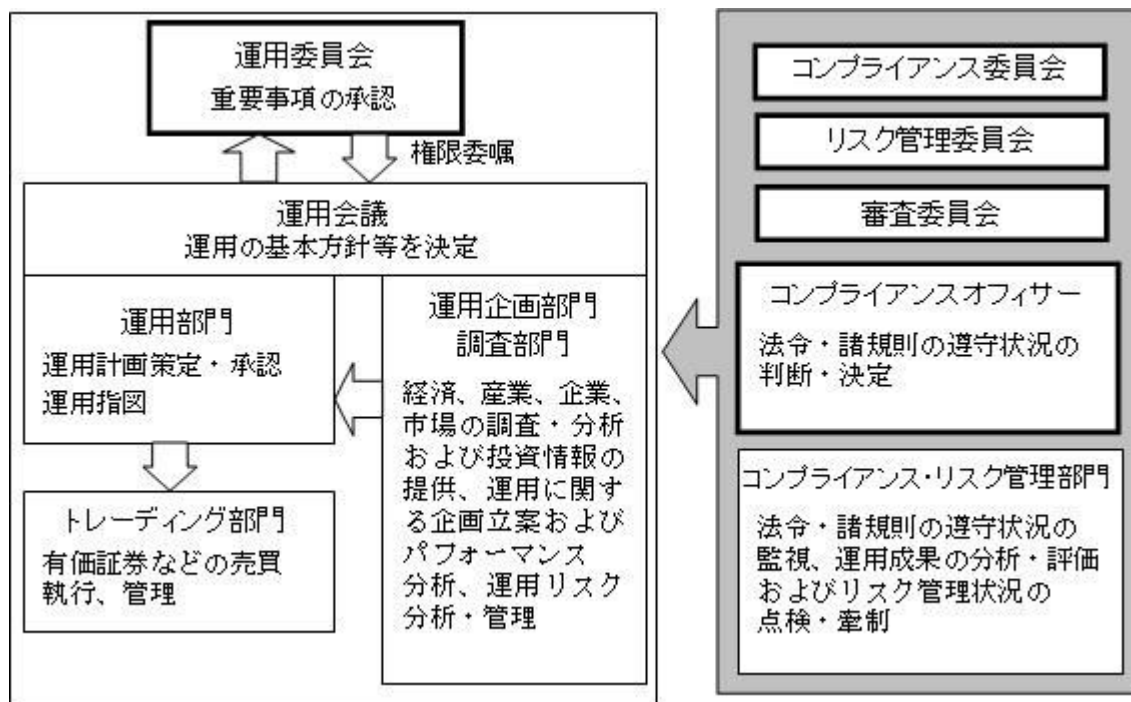 運用委員会
重要事項の承認
権限委嘱
運用会議
運用の基本方針等を決定
運用部門
運用計画策定・承認
運用指図
運用企画部門
調査部門
経済、産業、企業、
市場の調査・分析
および投資情報の
提供、運用に関す
る企画立案および
パフォーマンス
分析、運用リスク
分析・管理
トレーディング部門
有価証券などの売買
執行、管理
コンプライアンス委員会
リスク管理委員会
審査委員会
コンプライアンスオフィサー
法令・諸規則の遵守状況の
判断・決定
コンプライアンス・リスク管理部門
法令・諸規則の遵守状況の
監視、運用成果の分析・評価
およびリスク管理状況の
点検・牽制